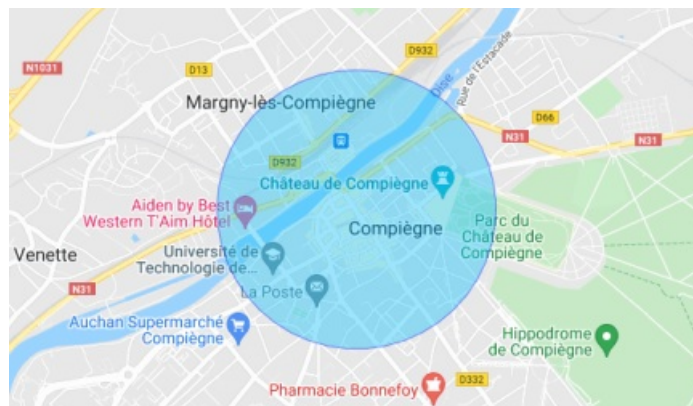 D932
Rue de l'Estacade
N1031
D13
Oise
Margny-lès-Compiègne
D66
N31
N31
D932
Château de Compiègne
Aiden by Best
Western T'Aim Hôtel
Parc du
Château de
Compiègne
Compiègne
Venette
Université de
Technologie de...
N31
La Poste
Auchan Supermarché
Compiègne
Hippodrome
de Compiègne
D332
Pharmacie Bonnefoy